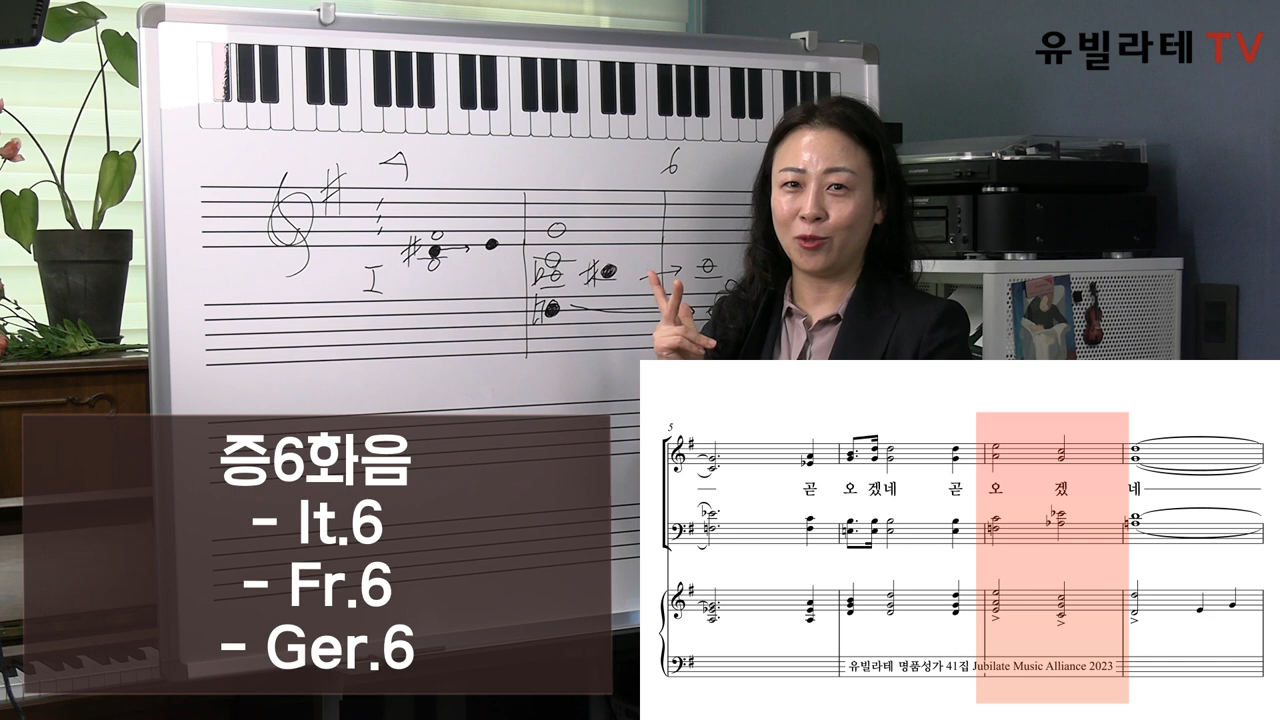 유빌라테 TV
A
6
I
증6화음
- It.6
- Fr.6
- Ger.6
5
곧 오 겠네 곧 오 겠 네
유빌라테 명품성가 41집 Jubilate Music Alliance 2023